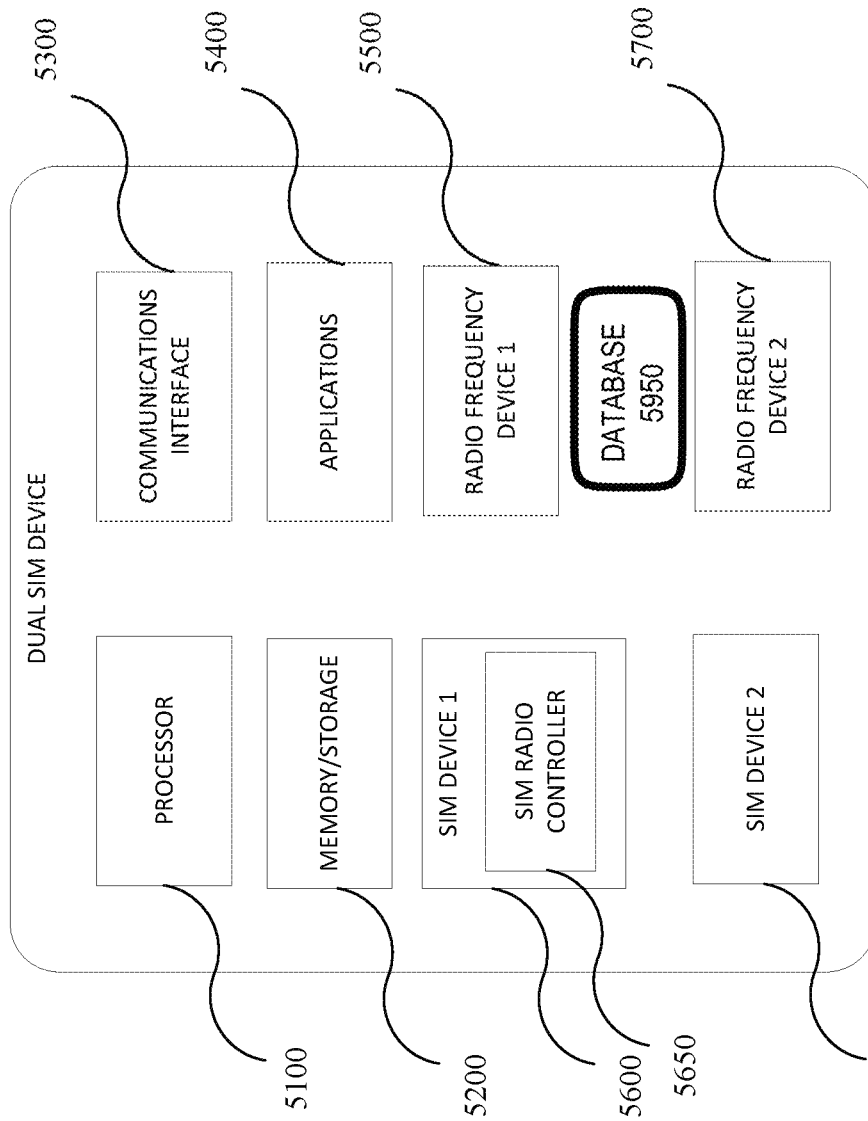 DUAL SIM DEVICE
PROCESSOR
MEMORY/STORAGE
SIM DEVICE 1
SIM RADIO
CONTROLLER
SIM DEVICE 2
COMMUNICATIONS
INTERFACE
APPLICATIONS
RADIO FREQUENCY
DEVICE 1
DATABASE
5950
RADIO FREQUENCY
DEVICE 2
5100
5200
5600
5650
5300
5400
5500
5700